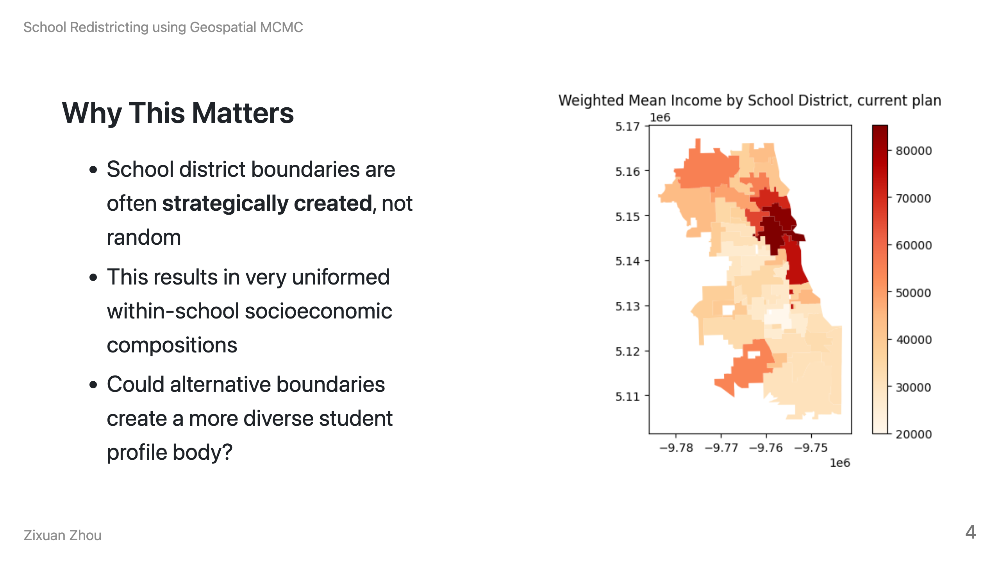 School Redistricting using Geospatial MCMC
Why This Matters
• School district boundaries are
often strategically created, not
random
• This results in very uniformed
within-school socioeconomic
compositions
• Could alternative boundaries
create a more diverse student
profile body?
Weighted Mean Income by School District, current plan
1e6
5.17
5.16
5.15
5.14
5.13
5.12
5.11
−9.78 −9.77 −9.76 −9.75
1e6
80000
70000
60000
50000
40000
30000
20000
Zixuan Zhou
4